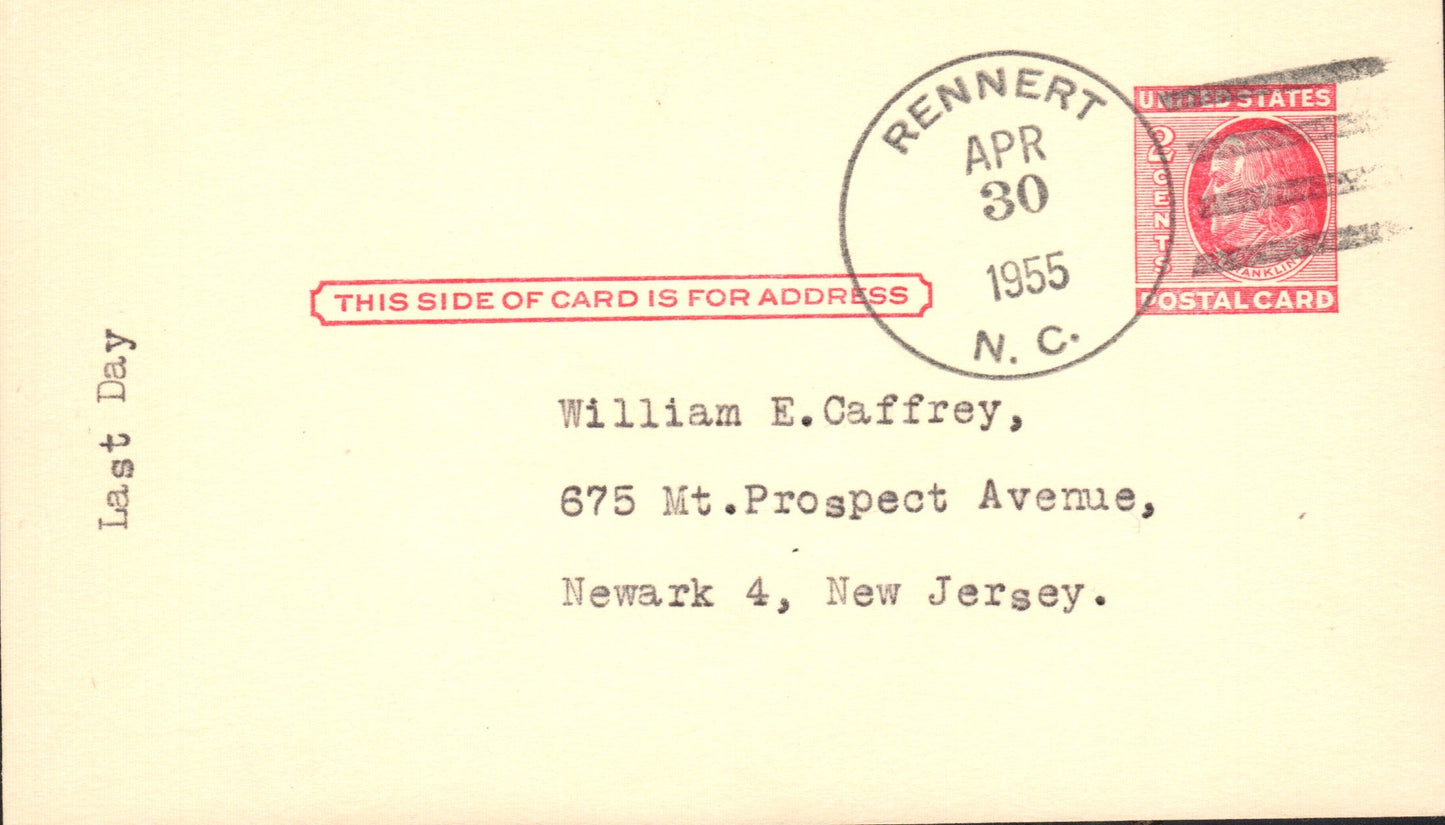 RENNERT
APR
30
1955
N. C.
UNITED STATES
2 CENTS
FRANKLIN
POSTAL CARD
THIS SIDE OF CARD IS FOR ADDRESS
Last Day
William E.Caffrey,
675 Mt.Prospect Avenue,
Newark 4, New Jersey.